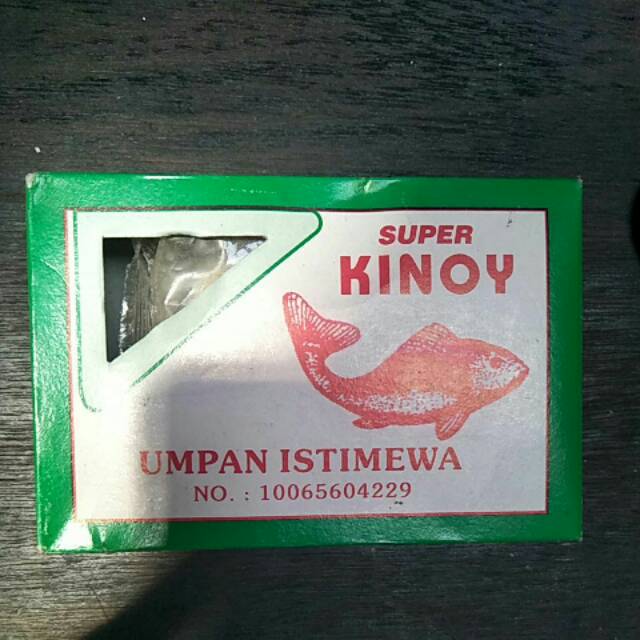 SUPER
KINOY
UMPAN ISTIMEWA
NO. : 10065604229